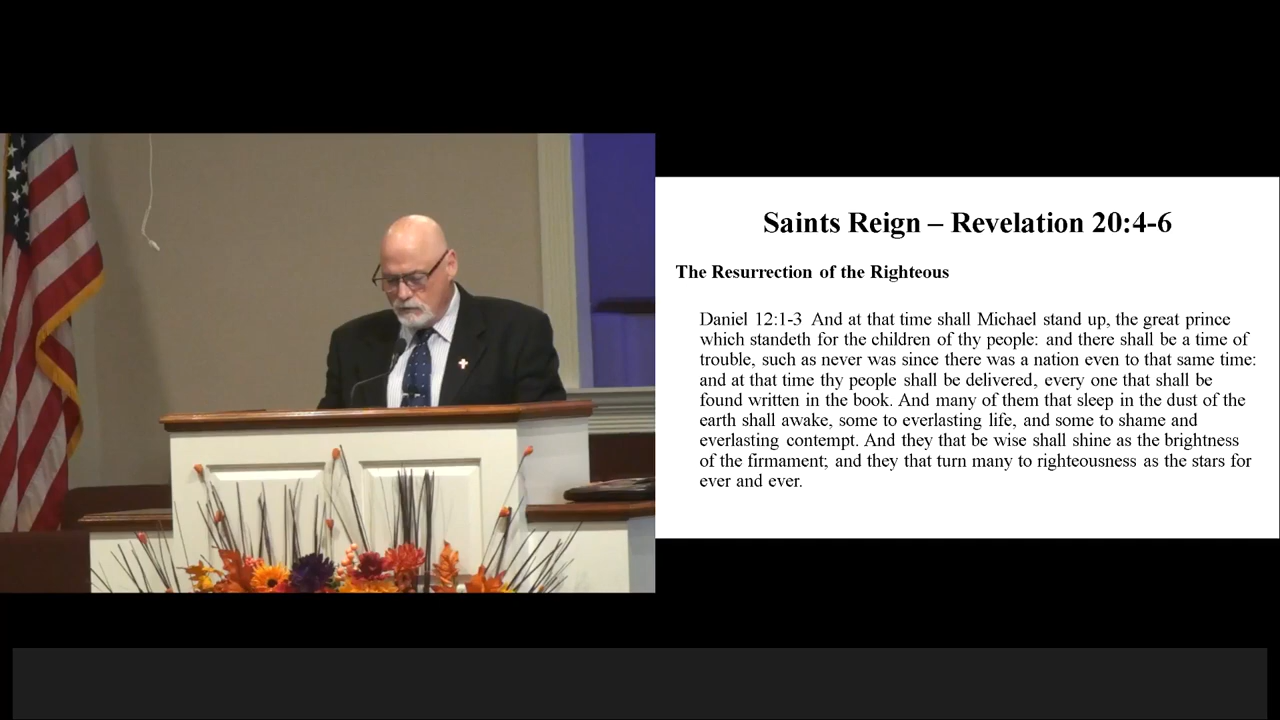 Saints Reign – Revelation 20:4-6
The Resurrection of the Righteous
Daniel 12:1-3 And at that time shall Michael stand up, the great prince
which standeth for the children of thy people: and there shall be a time of
trouble, such as never was since there was a nation even to that same time:
and at that time thy people shall be delivered, every one that shall be
found written in the book. And many of them that sleep in the dust of the
earth shall awake, some to everlasting life, and some to shame and
everlasting contempt. And they that be wise shall shine as the brightness
of the firmament; and they that turn many to righteousness as the stars for
ever and ever.